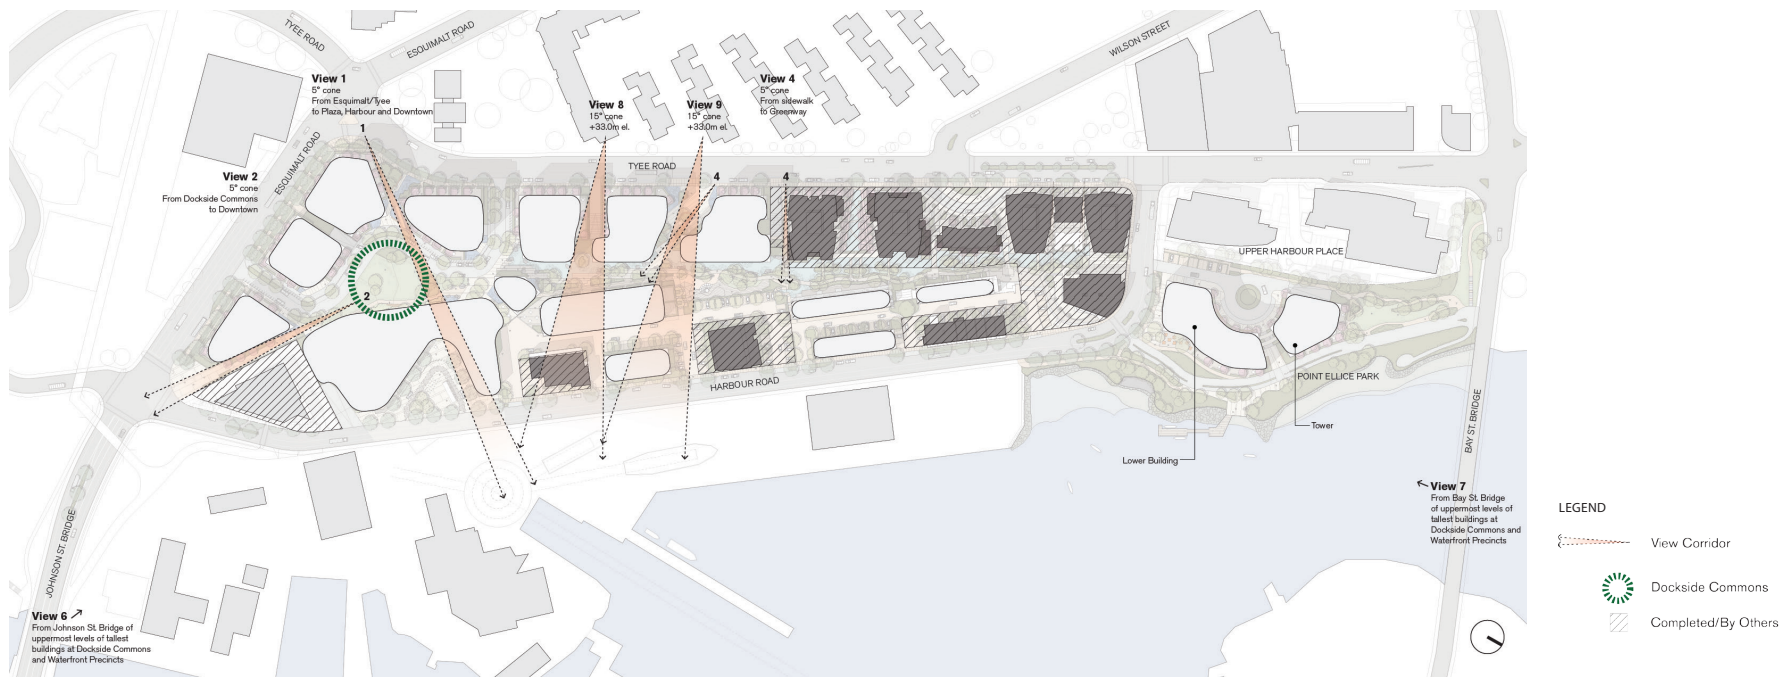 TYEE ROAD
ESQUIMALT ROAD
WILSON STREET
View 1
5° cone
From Esquimalt/Tyee
to Plaza, Harbour and Downtown
1
View 8
15° cone
+33.0m el.
View 9
15° cone
+33.0m el.
View 4
5° cone
From sidewalk
to Greenway
ESQUIMALT ROAD
TYEE ROAD
View 2
5° cone
From Dockside Commons
to Downtown
4
4
2
UPPER HARBOUR PLACE
HARBOUR ROAD
POINT ELLICE PARK
Tower
Lower Building
BAY ST. BRIDGE
View 7
From Bay St. Bridge
of uppermost levels of
tallest buildings at
Dockside Commons and
Waterfront Precincts
JOHNSON ST. BRIDGE
View 6
From Johnson St. Bridge of
uppermost levels of tallest
buildings at Dockside Commons
and Waterfront Precincts
LEGEND
View Corridor
Dockside Commons
Completed/By Others